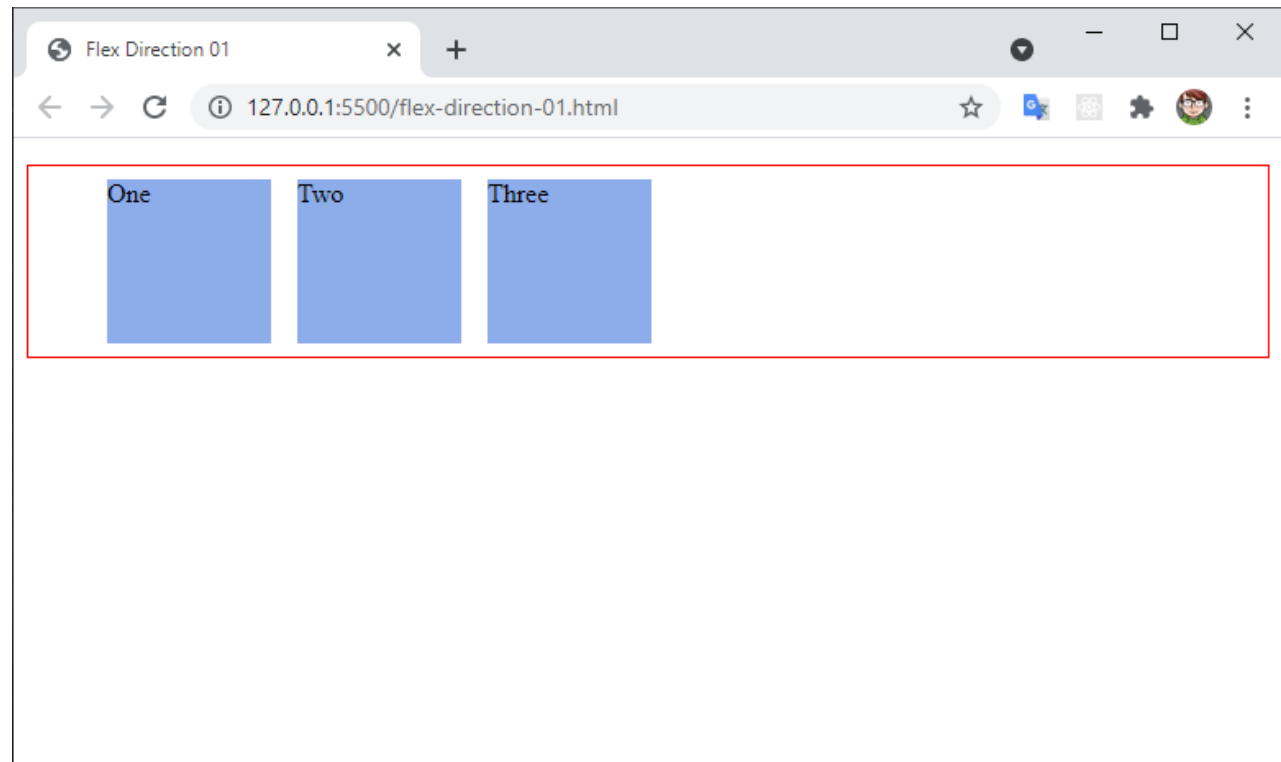 Flex Direction 01
127.0.0.1:5500/flex-direction-01.html
One
Two
Three